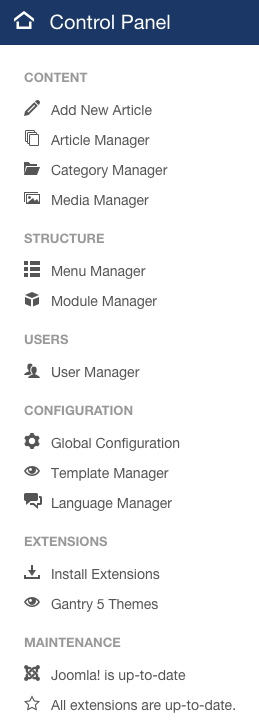 Control Panel
CONTENT
Add New Article
Article Manager
Category Manager
Media Manager
STRUCTURE
Menu Manager
Module Manager
USERS
User Manager
CONFIGURATION
Global Configuration
Template Manager
Language Manager
EXTENSIONS
Install Extensions
Gantry 5 Themes
MAINTENANCE
Joomla! is up-to-date
All extensions are up-to-date.